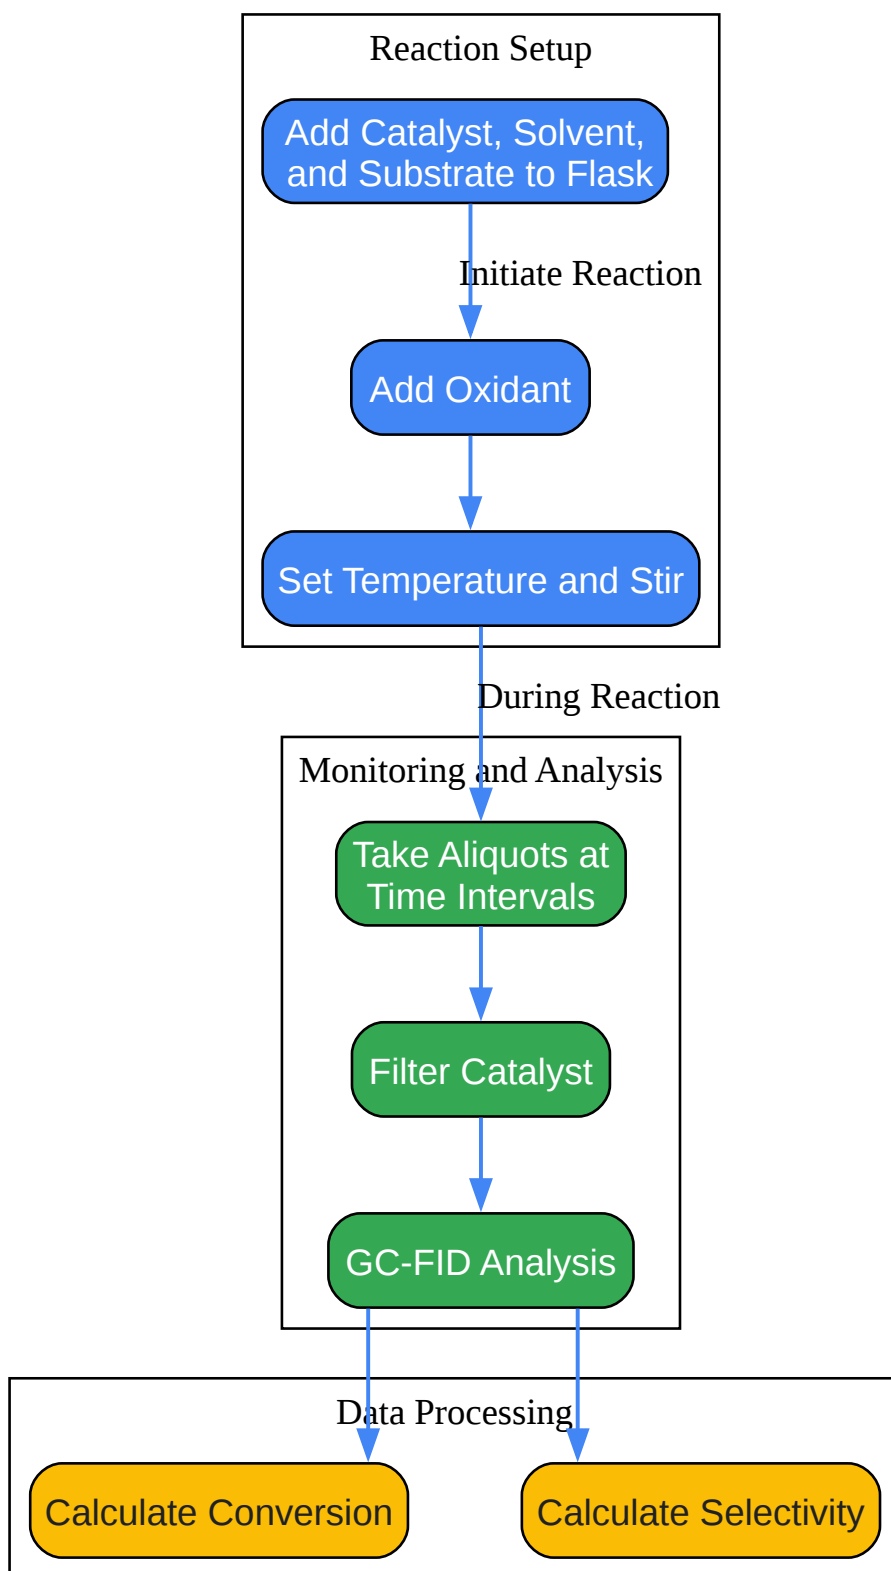 Reaction Setup
Add Catalyst, Solvent,
and Substrate to Flask
Initiate Reaction
Add Oxidant
Set Temperature and Stir
During Reaction
Monitoring and Analysis
Take Aliquots at
Time Intervals
Filter Catalyst
GC-FID Analysis
Data Processing
Calculate Conversion
Calculate Selectivity